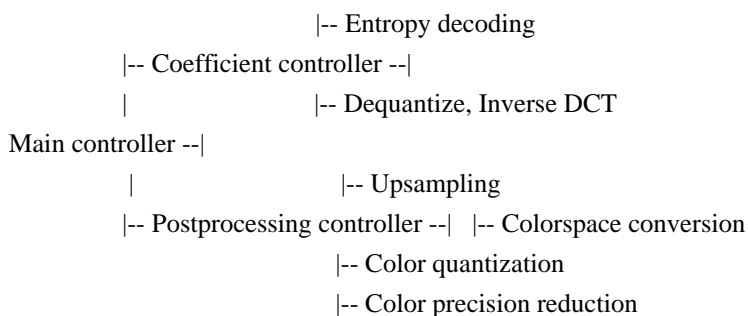 |-- Entropy decoding
|-- Coefficient controller --|
| |-- Dequantize, Inverse DCT
Main controller --|
| |-- Upsampling
|-- Postprocessing controller --| |-- Colorspace conversion
|-- Color quantization
|-- Color precision reduction